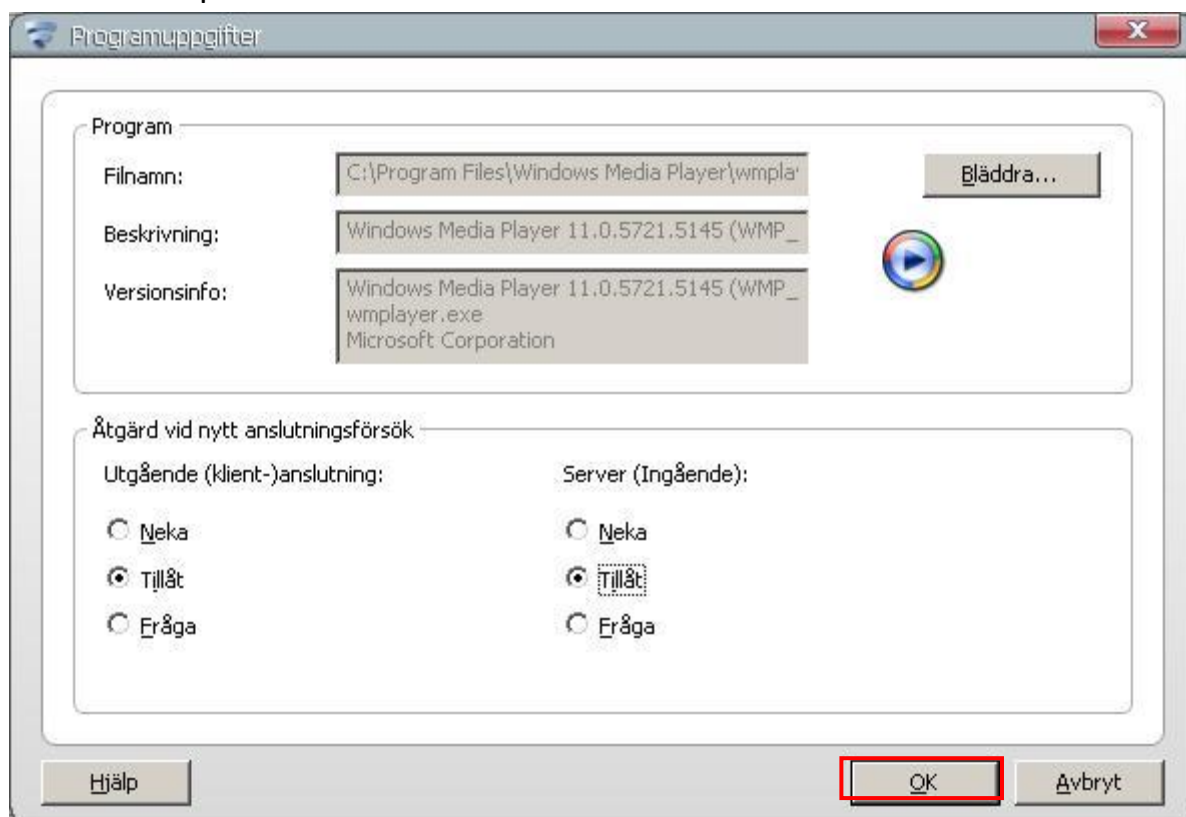 Programuppgifter
Program
Filnamn:
C:\Program Files\Windows Media Player\wmpla
Bläddra...
Beskrivning:
Windows Media Player 11.0.5721.5145 (WMP_
Versionsinfo:
Windows Media Player 11.0.5721.5145 (WMP_
wmplayer.exe
Microsoft Corporation
Åtgärd vid nytt anslutningsförsök
Utgående (klient-)anslutning:
Server (Ingående):
Neka
Neka
Tillåt
Tillåt
Fråga
Fråga
Hjälp
OK
Avbryt